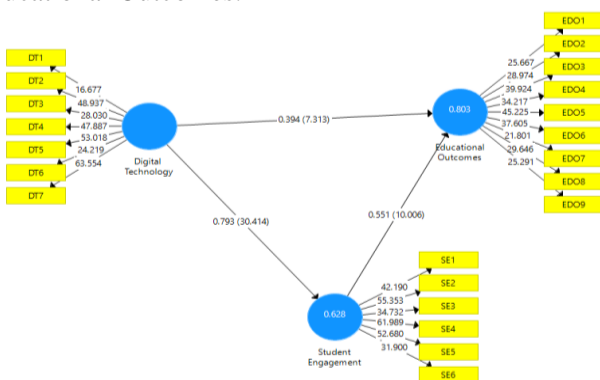 DT1
DT2
DT3
DT4
DT5
DT6
DT7
16.677
48.937
28.030
47.887
53.018
24.219
63.554
Digital
Technology
0.394 (7.313)
0.793 (30.414)
0.551 (10.006)
0.803
Educational
Outcomes
25.667
28.974
39.924
34.217
45.225
37.605
21.801
29.646
25.291
EDO1
EDO2
EDO3
EDO4
EDO5
EDO6
EDO7
EDO8
EDO9
0.628
Student
Engagement
42.190
55.353
34.732
61.989
52.680
31.900
SE1
SE2
SE3
SE4
SE5
SE6